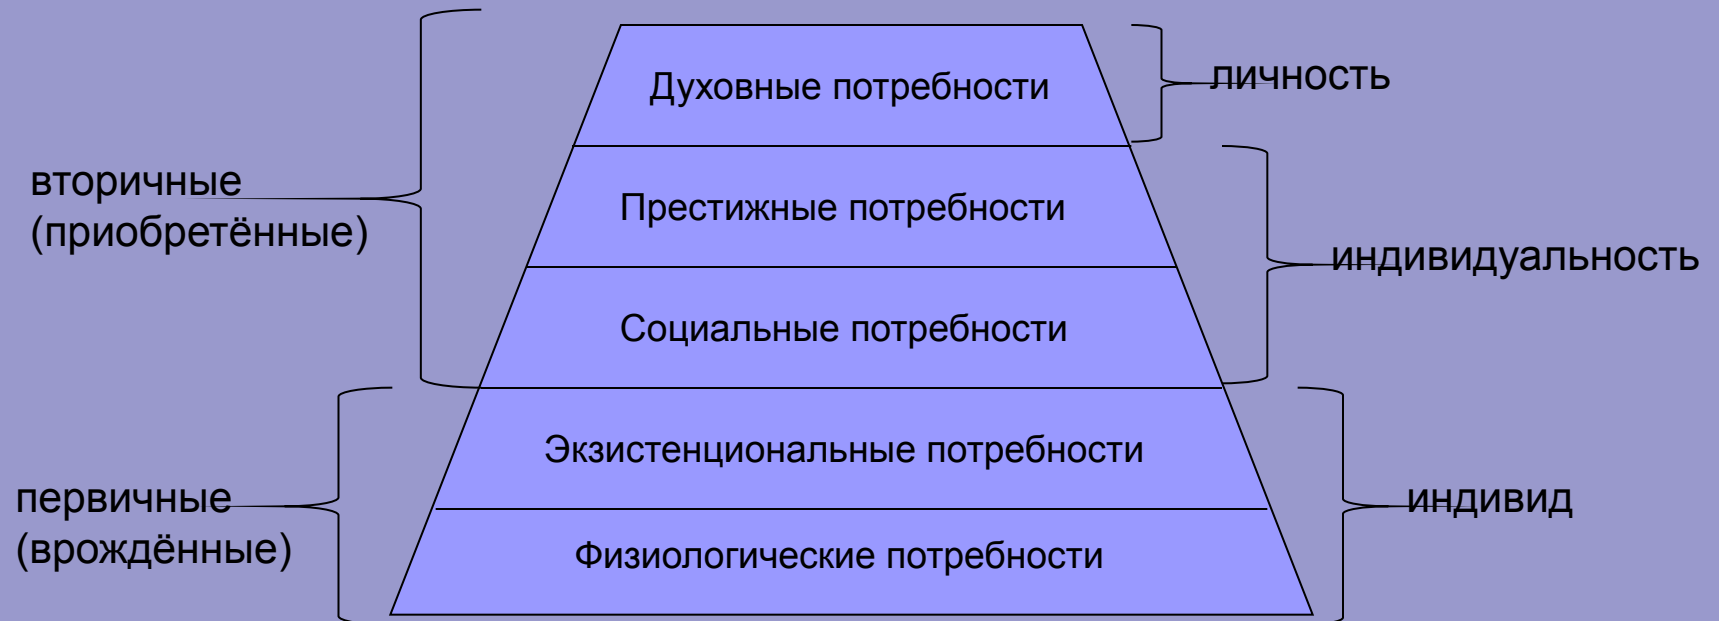 Духовные потребности
личность
вторичные
(приобретённые)
Престижные потребности
индивидуальность
Социальные потребности
Экзистенциональные потребности
первичные
(врождённые)
индивид
Физиологические потребности